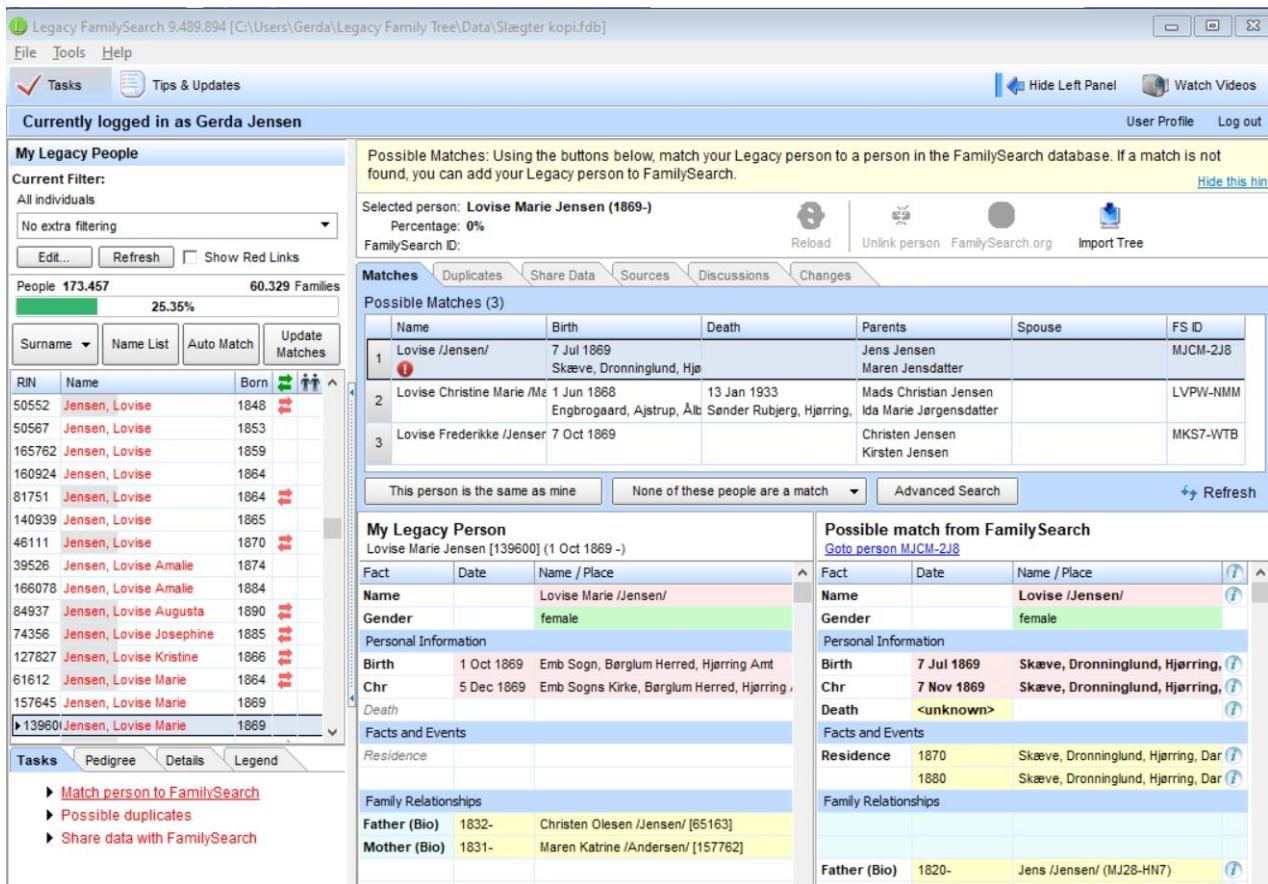 Legacy FamilySearch 9.489.894 [C:\Users\Gerda\Legacy Family Tree\Data\Slægter kopi.fdb]
File Tools Help
Tasks Tips & Updates Hide Left Panel Watch Videos
Currently logged in as Gerda Jensen User Profile Log out
My Legacy People
Current Filter:
All individuals
No extra filtering
Edit... Refresh Show Red Links
People 173.457 60.329 Families
25.35%
Surname Name List Auto Match Update Matches
RIN Name Born
50552 Jensen, Lovise 1848
50567 Jensen, Lovise 1853
165762 Jensen, Lovise 1859
160924 Jensen, Lovise 1864
81751 Jensen, Lovise 1864
140939 Jensen, Lovise 1865
46111 Jensen, Lovise 1870
39526 Jensen, Lovise Amalie 1874
166078 Jensen, Lovise Amalie 1884
84937 Jensen, Lovise Augusta 1890
74356 Jensen, Lovise Josephine 1885
127827 Jensen, Lovise Kristine 1866
61612 Jensen, Lovise Marie 1864
157645 Jensen, Lovise Marie 1869
13960 Jensen, Lovise Marie 1869
Tasks Pedigree Details Legend
Match person to FamilySearch
Possible duplicates
Share data with FamilySearch
Possible Matches: Using the buttons below, match your Legacy person to a person in the FamilySearch database. If a match is not
found, you can add your Legacy person to FamilySearch.
Hide this hin
Selected person: Lovise Marie Jensen (1869-)
Percentage: 0%
FamilySearch ID:
Reload Unlink person FamilySearch.org Import Tree
Matches Duplicates Share Data Sources Discussions Changes
Possible Matches (3)
Name Birth Death Parents Spouse FS ID
1 Lovise /Jensen/ 7 Jul 1869 Jens Jensen MJCM-2J8
Skæve, Dronninglund, Hjø Maren Jensdatter
2 Lovise Christine Marie /Ma 1 Jun 1868 13 Jan 1933 Mads Christian Jensen LVPW-NMM
Engbrogaard, Ajstrup, Ålb Sønder Rubjerg, Hjørring, Ida Marie Jørgensdatter
3 Lovise Frederikke /Jenser 7 Oct 1869 Christen Jensen MKS7-WTB
Kirsten Jensen
This person is the same as mine None of these people are a match Advanced Search Refresh
My Legacy Person
Lovise Marie Jensen [139600] (1 Oct 1869 -)
Fact Date Name / Place
Name Lovise Marie /Jensen/
Gender female
Personal Information
Birth 1 Oct 1869 Emb Sogn, Børglum Herred, Hjørring Amt
Chr 5 Dec 1869 Emb Sogns Kirke, Børglum Herred, Hjørring
Death
Facts and Events
Residence
Family Relationships
Father (Bio) 1832- Christen Olesen /Jensen/ [65163]
Mother (Bio) 1831- Maren Katrine /Andersen/ [157762]
Possible match from FamilySearch
Goto person MJCM-2J8
Fact Date Name / Place
Name Lovise /Jensen/
Gender female
Personal Information
Birth 7 Jul 1869 Skæve, Dronninglund, Hjørring,
Chr 7 Nov 1869 Skæve, Dronninglund, Hjørring,
Death <unknown>
Facts and Events
Residence 1870 Skæve, Dronninglund, Hjørring, Dar
1880 Skæve, Dronninglund, Hjørring, Dar
Family Relationships
Father (Bio) 1820- Jens /Jensen/ (MJ28-HN7)